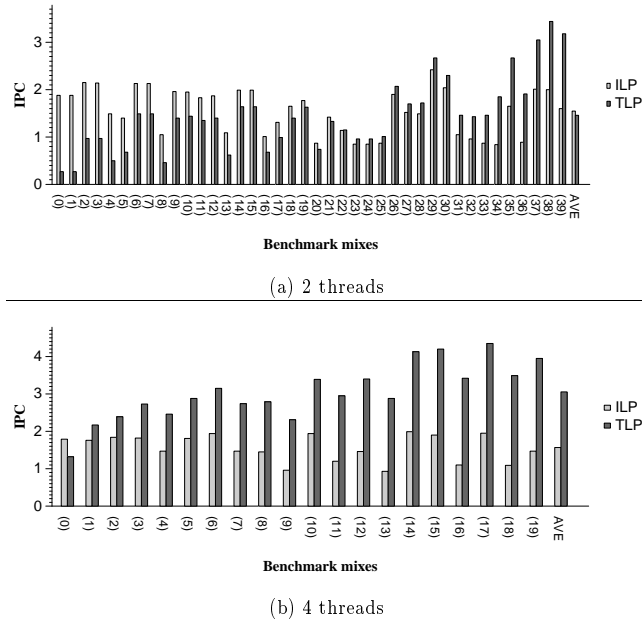 3
2
1
0
IPC
ILP
TLP
(0) (1) (2) (3) (4) (5) (6) (7) (8) (9) (10) (11) (12) (13) (14) (15) (16) (17) (18) (19) (20) (21) (22) (23) (24) (25) (26) (27) (28) (29) (30) (31) (32) (33) (34) (35) (36) (37) (38) (39) AVE
Benchmark mixes
(a) 2 threads
4
3
2
1
0
IPC
ILP
TLP
(0) (1) (2) (3) (4) (5) (6) (7) (8) (9) (10) (11) (12) (13) (14) (15) (16) (17) (18) (19) AVE
Benchmark mixes
(b) 4 threads